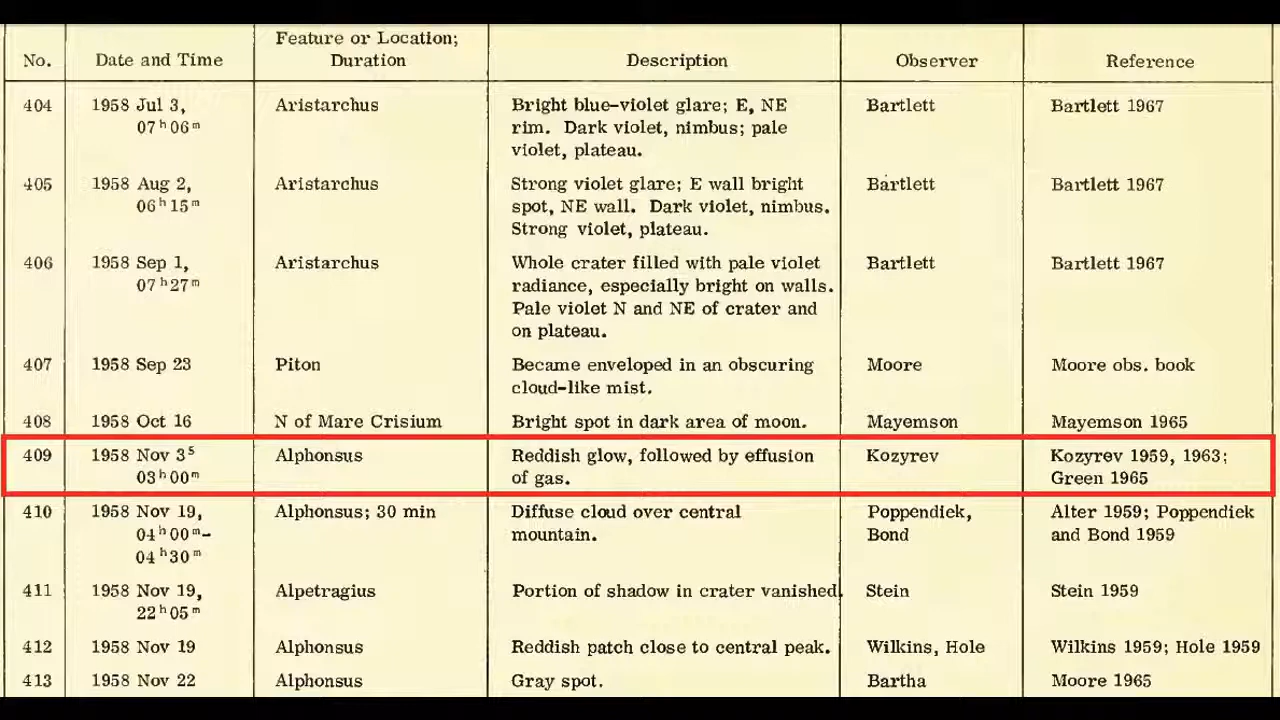 No. Date and Time Feature or Location; Duration Description Observer Reference
404 1958 Jul 3, Aristarchus Bright blue-violet glare; E, NE Bartlett Bartlett 1967
07ʰ06ᵐ rim. Dark violet, nimbus; pale
violet, plateau.
405 1958 Aug 2, Aristarchus Strong violet glare; E wall bright Bartlett Bartlett 1967
06ʰ15ᵐ spot, NE wall. Dark violet, nimbus.
Strong violet, plateau.
406 1958 Sep 1, Aristarchus Whole crater filled with pale violet Bartlett Bartlett 1967
07ʰ27ᵐ radiance, especially bright on walls.
Pale violet N and NE of crater and
on plateau.
407 1958 Sep 23 Piton Became enveloped in an obscuring Moore Moore obs. book
cloud-like mist.
408 1958 Oct 16 N of Mare Crisium Bright spot in dark area of moon. Mayemson Mayemson 1965
409 1958 Nov 3⁵ Alphonsus Reddish glow, followed by effusion Kozyrev Kozyrev 1959, 1963;
03ʰ00ᵐ of gas. Green 1965
410 1958 Nov 19, Alphonsus; 30 min Diffuse cloud over central Poppendiek, Alter 1959; Poppendiek
04ʰ00ᵐ– mountain. Bond and Bond 1959
04ʰ30ᵐ
411 1958 Nov 19, Alpetragius Portion of shadow in crater vanished. Stein Stein 1959
22ʰ05ᵐ
412 1958 Nov 19 Alphonsus Reddish patch close to central peak. Wilkins, Hole Wilkins 1959; Hole 1959
413 1958 Nov 22 Alphonsus Gray spot. Bartha Moore 1965